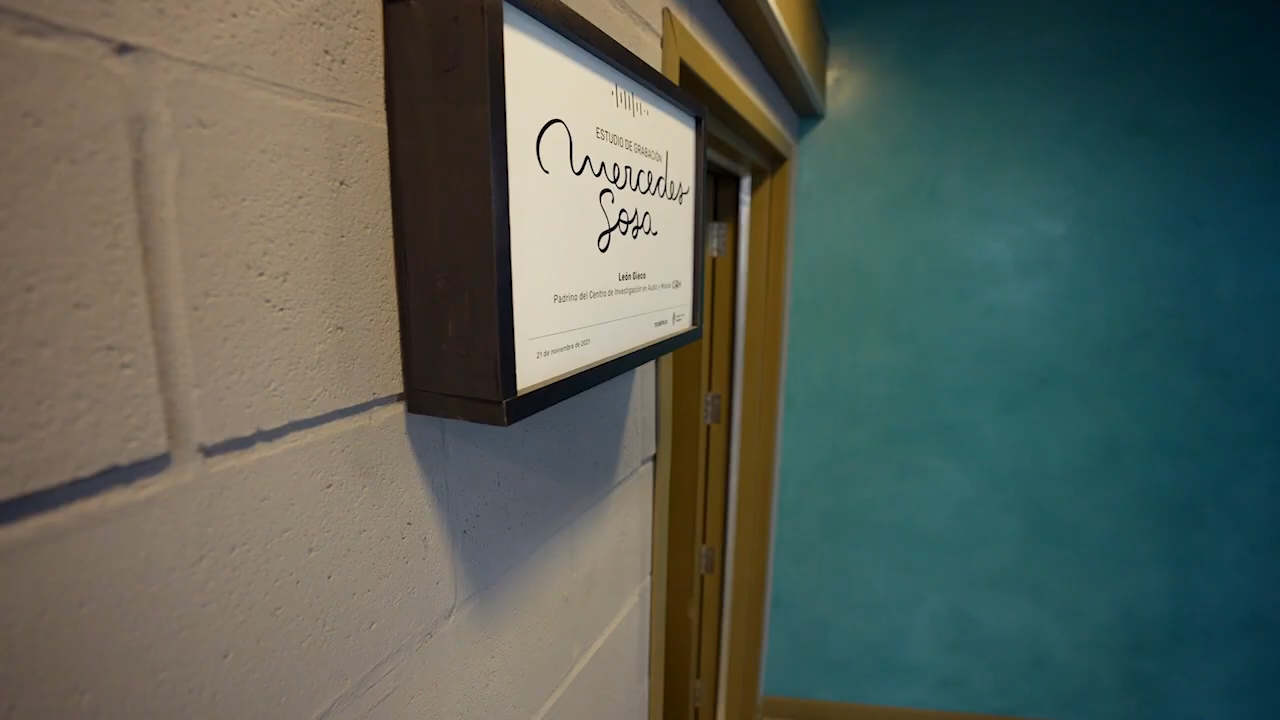 ESTUDIO DE GRABACIÓN
Mercedes
Sosa
León Gieco
Padrino del Centro de Investigación en Audio y Música
21 de noviembre de 2021